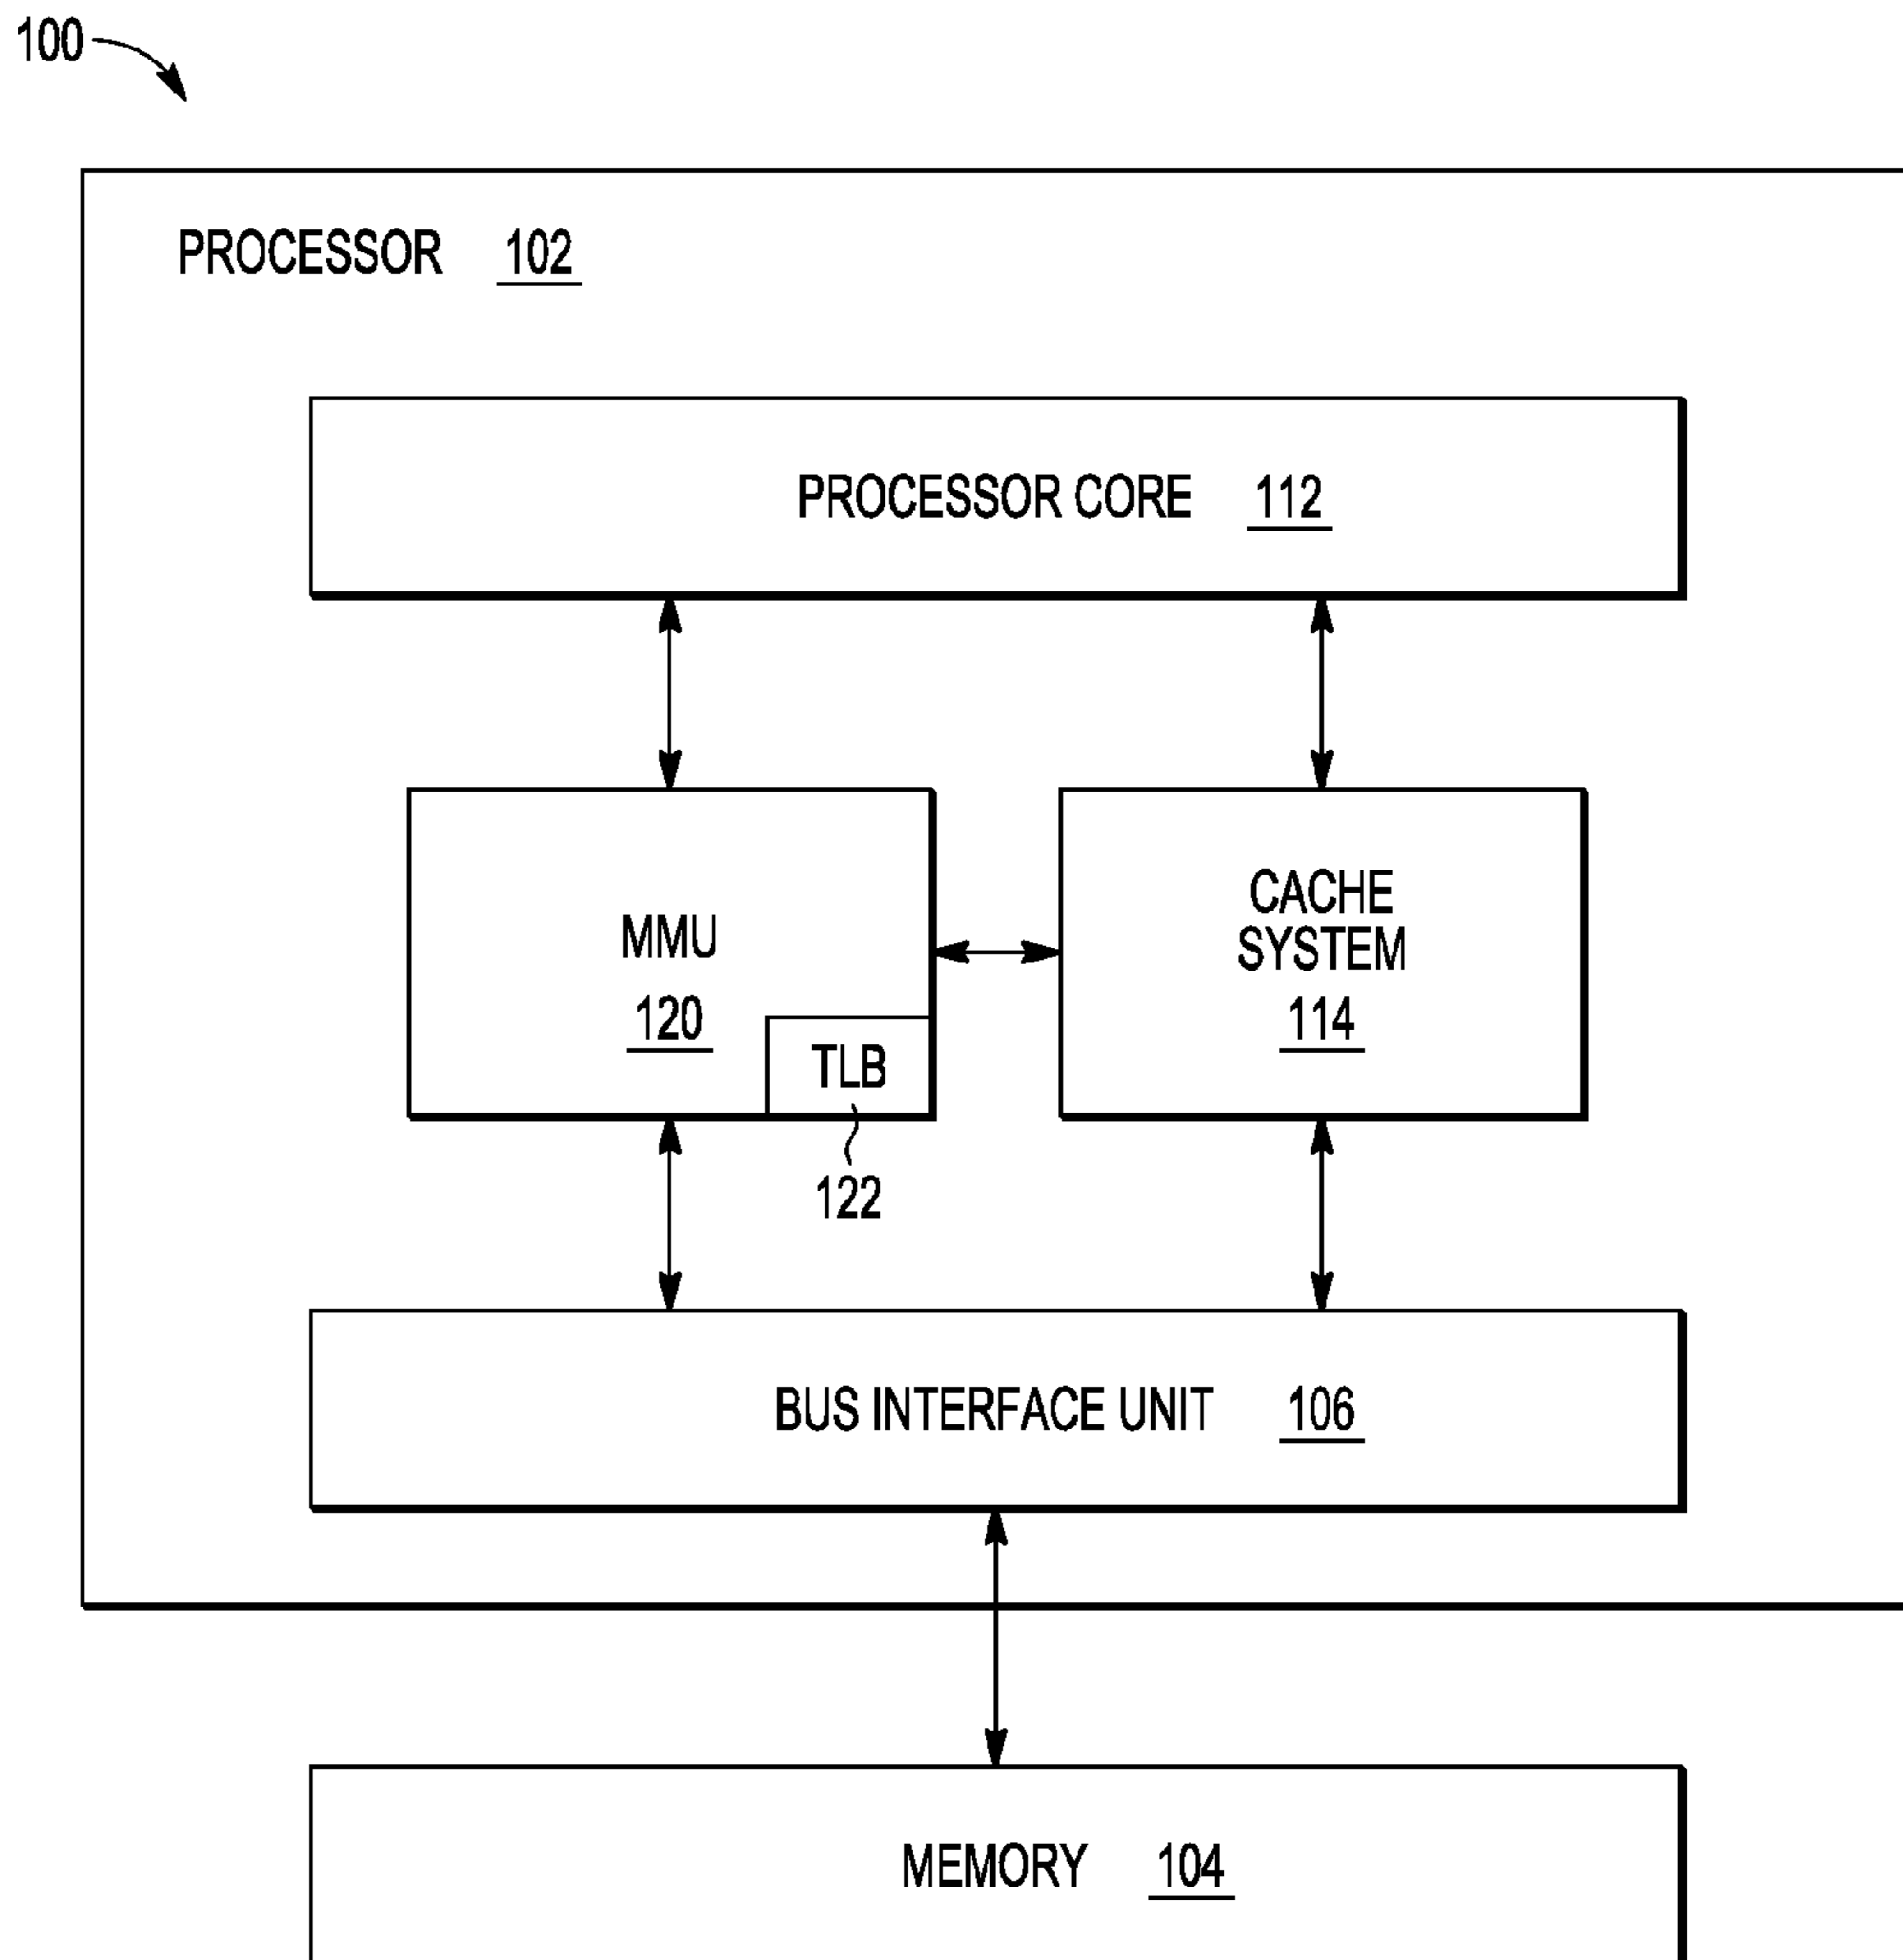 100
PROCESSOR 102
PROCESSOR CORE 112
MMU
120
TLB
122
CACHE
SYSTEM
114
BUS INTERFACE UNIT 106
MEMORY 104